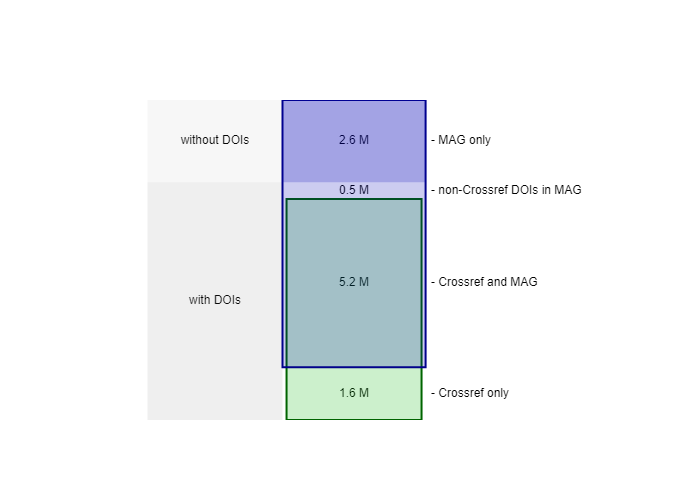 without DOIs
2.6 M
- MAG only
0.5 M
- non-Crossref DOIs in MAG
5.2 M
- Crossref and MAG
with DOIs
1.6 M
- Crossref only